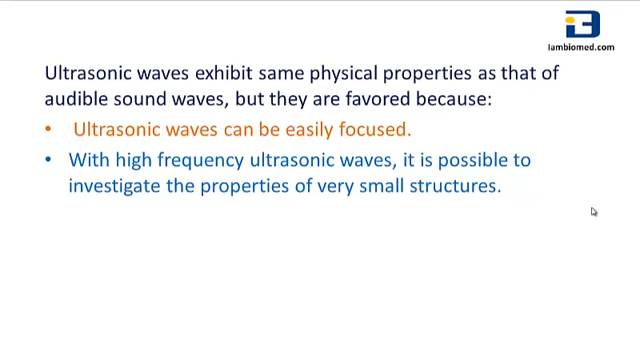 Iambiomed.com
Ultrasonic waves exhibit same physical properties as that of
audible sound waves, but they are favored because:
• Ultrasonic waves can be easily focused.
• With high frequency ultrasonic waves, it is possible to
investigate the properties of very small structures.